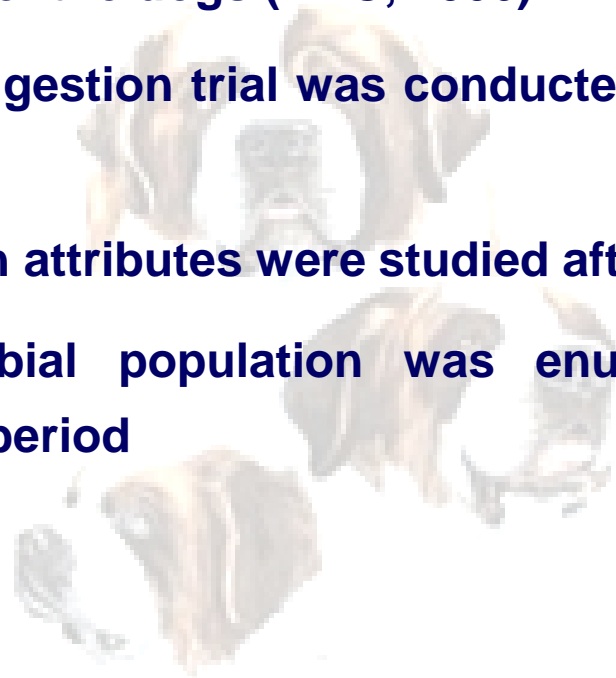 gestion trial was conducte
n attributes were studied aft
bial population was enu
period